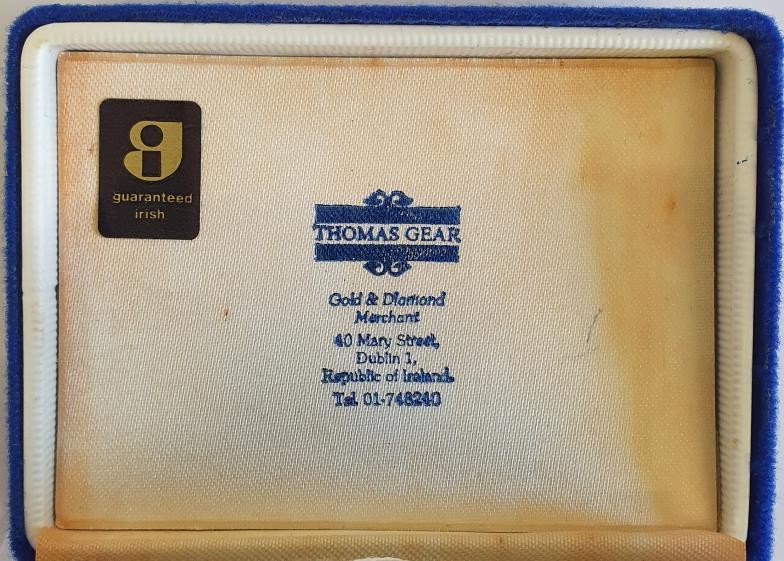 guaranteed
irish
THOMAS GEAR
Gold & Diamond
Merchant
40 Mary Street,
Dublin 1,
Republic of Ireland.
Tel. 01-748240